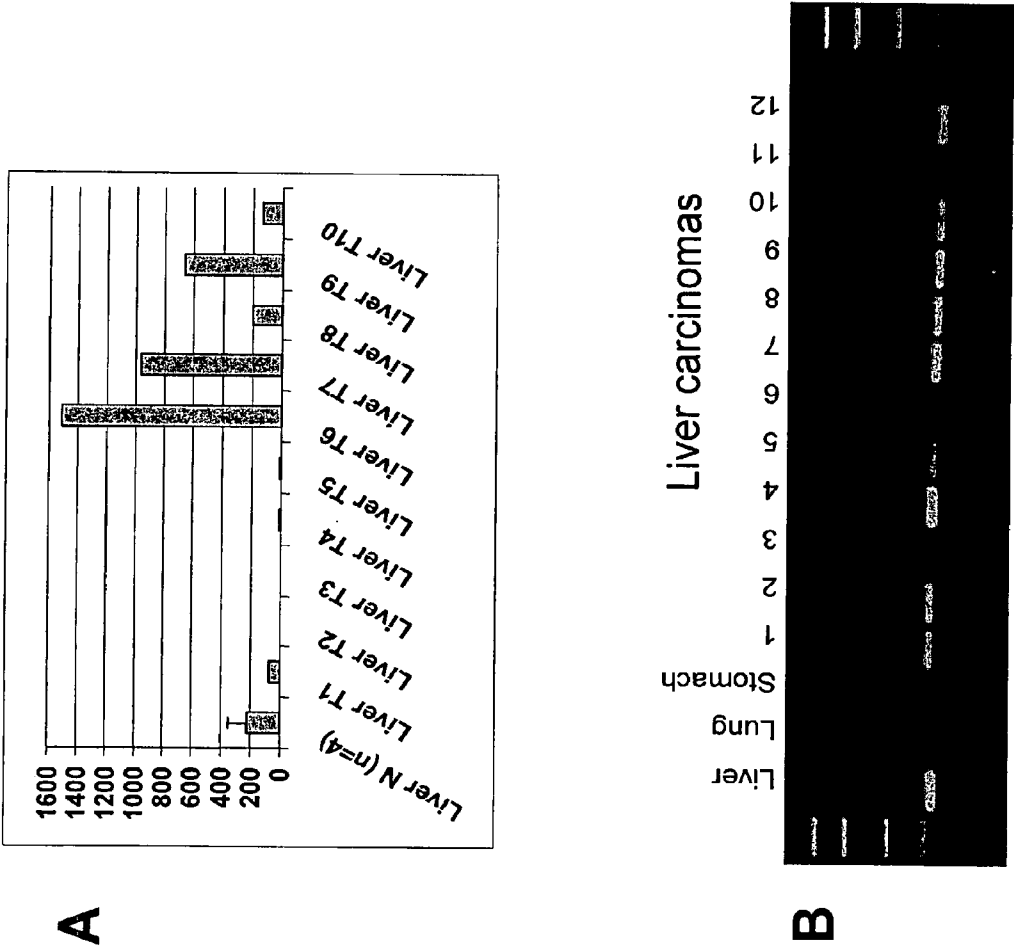 A
1600
1400
1200
1000
800
600
400
200
0
Liver N (n=4)
Liver T1
Liver T2
Liver T3
Liver T4
Liver T5
Liver T6
Liver T7
Liver T8
Liver T9
Liver T10
B
Liver carcinomas
Liver
Lung
Stomach
1
2
3
4
5
6
7
8
9
10
11
12